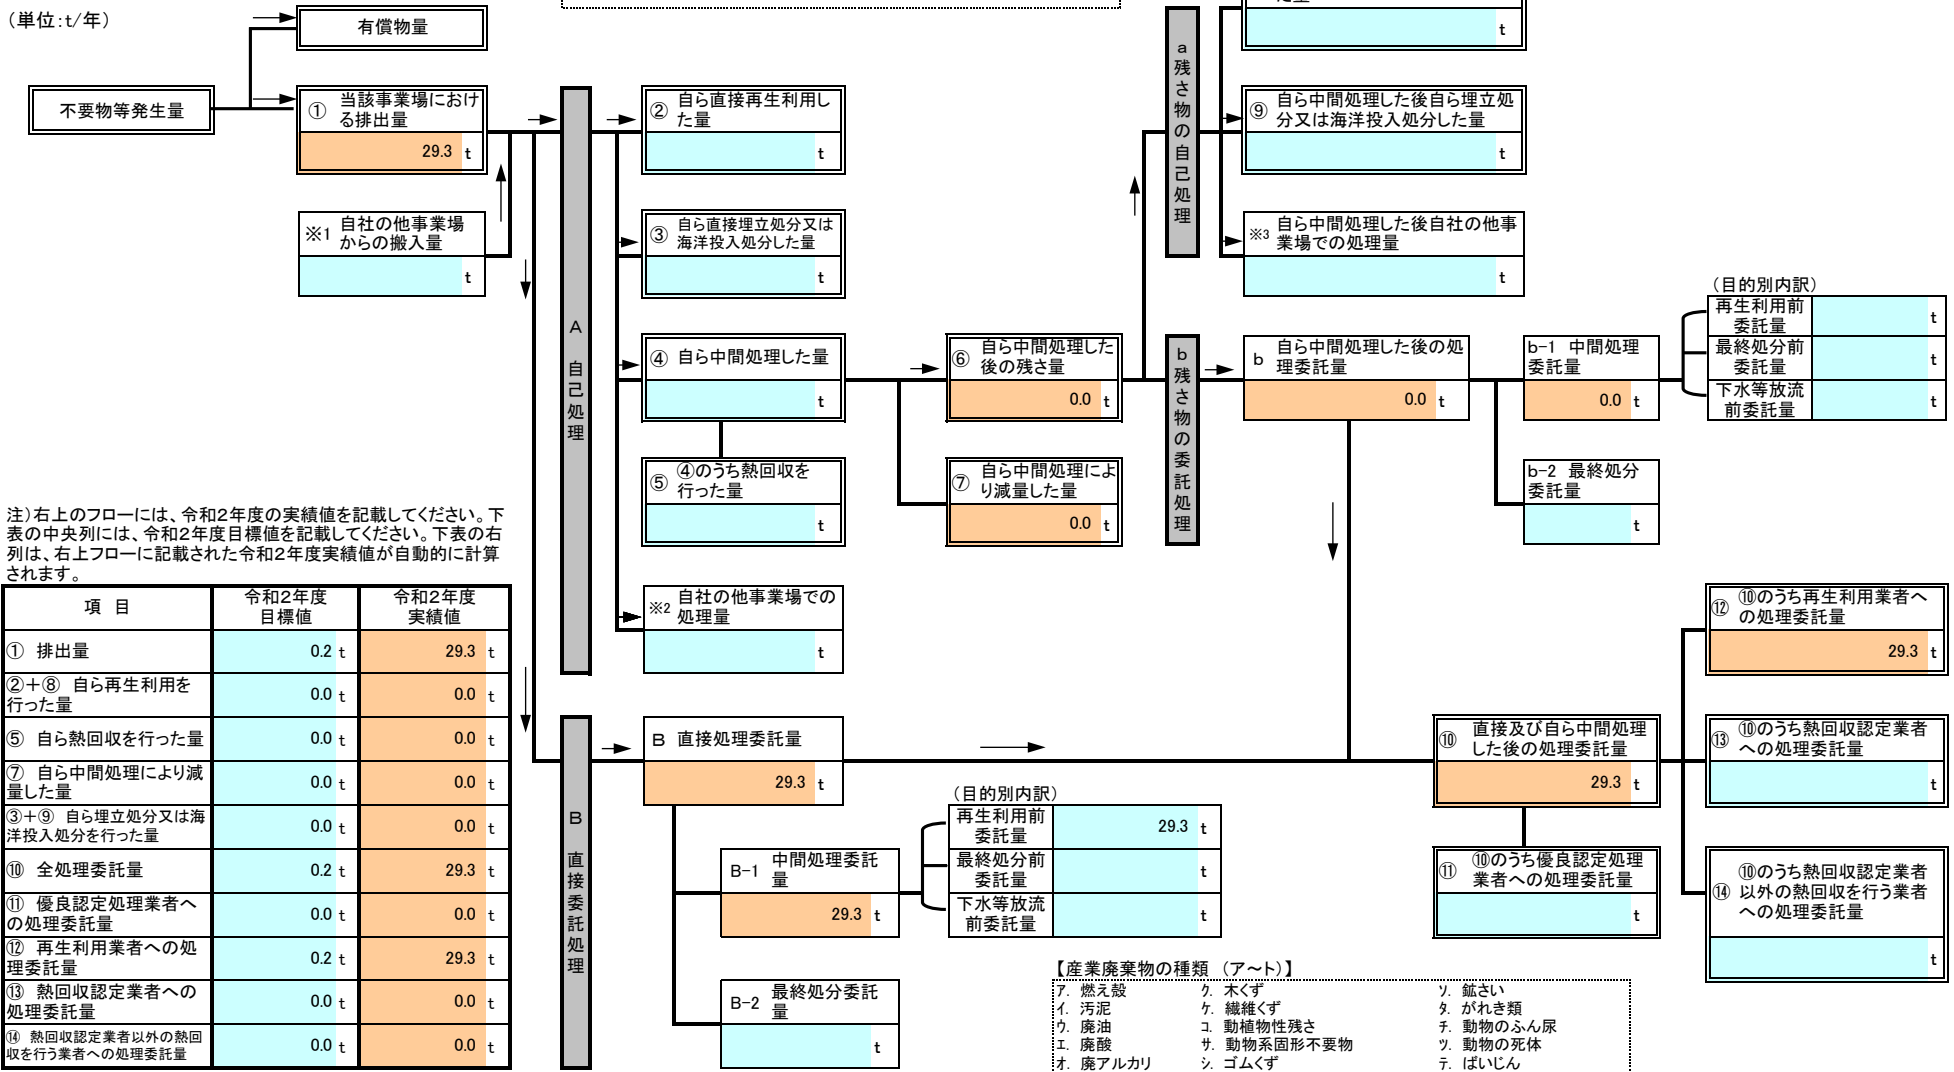 （単位:t/年）
有償物量
不要物等発生量
① 当該事業場におけ
る排出量
29.3 t
※1 自社の他事業場
からの搬入量
t
A 自己処理
② 自ら直接再生利用し
た量
t
③ 自ら直接埋立処分又は
海洋投入処分した量
t
④ 自ら中間処理した量
t
⑤ ④のうち熱回収を
行った量
t
※2 自社の他事業場での
処理量
t
⑥ 自ら中間処理した
後の残さ量
0.0 t
⑦ 自ら中間処理によ
り減量した量
0.0 t
a 残さ物の自己処理
t
⑨ 自ら中間処理した後自ら埋立処
分又は海洋投入処分した量
t
※3 自ら中間処理した後自社の他事
業場での処理量
t
b 残さ物の委託処理
b 自ら中間処理した後の処
理委託量
0.0 t
b-1 中間処理
委託量
0.0 t
b-2 最終処分
委託量
t
（目的別内訳）
再生利用前
委託量
t
最終処分前
委託量
t
下水等放流
前委託量
t
注）右上のフローには、令和2年度の実績値を記載してください。下
表の中央列には、令和2年度目標値を記載してください。下表の右
列は、右上フローに記載された令和2年度実績値が自動的に計算
されます。
項 目 令和2年度
目標値 令和2年度
実績値
① 排出量 0.2 t 29.3 t
②＋⑧ 自ら再生利用を
行った量 0.0 t 0.0 t
⑤ 自ら熱回収を行った量 0.0 t 0.0 t
⑦ 自ら中間処理により減
量した量 0.0 t 0.0 t
③＋⑨ 自ら埋立処分又は海
洋投入処分を行った量 0.0 t 0.0 t
⑩ 全処理委託量 0.2 t 29.3 t
⑪ 優良認定処理業者へ
の処理委託量 0.0 t 0.0 t
⑫ 再生利用業者への処
理委託量 0.2 t 29.3 t
⑬ 熱回収認定業者への
処理委託量 0.0 t 0.0 t
⑭ 熱回収認定業者以外の熱回
収を行う業者への処理委託量 0.0 t 0.0 t
B 直接委託処理
B 直接処理委託量
29.3 t
B-1 中間処理委託
量
29.3 t
B-2 最終処分委託
量
t
（目的別内訳）
再生利用前
委託量
29.3 t
最終処分前
委託量
t
下水等放流
前委託量
t
⑩ 直接及び自ら中間処理
した後の処理委託量
29.3 t
⑪ ⑩のうち優良認定処理
業者への処理委託量
t
⑫ ⑩のうち再生利用業者へ
の処理委託量
29.3 t
⑬ ⑩のうち熱回収認定業者
への処理委託量
t
⑭ ⑩のうち熱回収認定業者
以外の熱回収を行う業者
への処理委託量
t
【産業廃棄物の種類 （ア～ト）】
ア. 燃え殻 ク. 木くず ソ. 鉱さい
イ. 汚泥 ケ. 繊維くず タ. がれき類
ウ. 廃油 コ. 動植物性残さ チ. 動物のふん尿
エ. 廃酸 サ. 動物系固形不要物 ツ. 動物の死体
オ. 廃アルカリ シ. ゴムくず テ. ばいじん